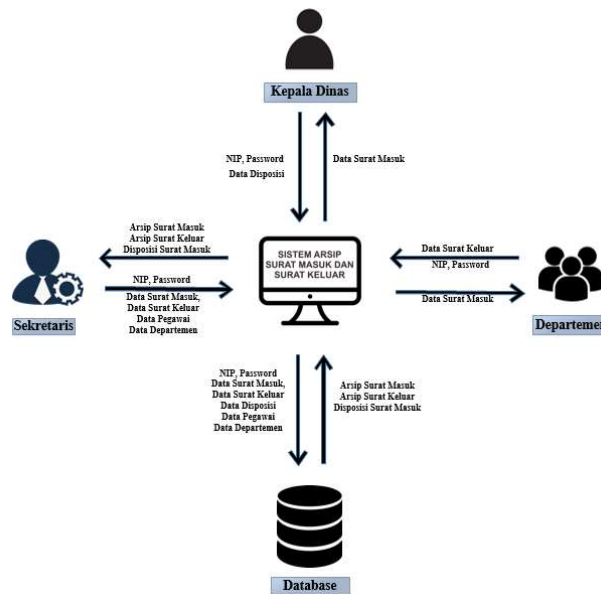 Kepala Dinas
NIP, Password
Data Disposisi
Data Surat Masuk
Arsip Surat Masuk
Arsip Surat Keluar
Disposisi Surat Masuk
NIP, Password
Data Surat Masuk,
Data Surat Keluar
Data Pegawai
Data Departemen
Sekretaris
SISTEM ARSIP
SURAT MASUK DAN
SURAT KELUAR
Data Surat Keluar
NIP, Password
Data Surat Masuk
Departemen
NIP, Password
Data Surat Masuk,
Data Surat Keluar
Data Disposisi
Data Pegawai
Data Departemen
Arsip Surat Masuk
Arsip Surat Keluar
Disposisi Surat Masuk
Database